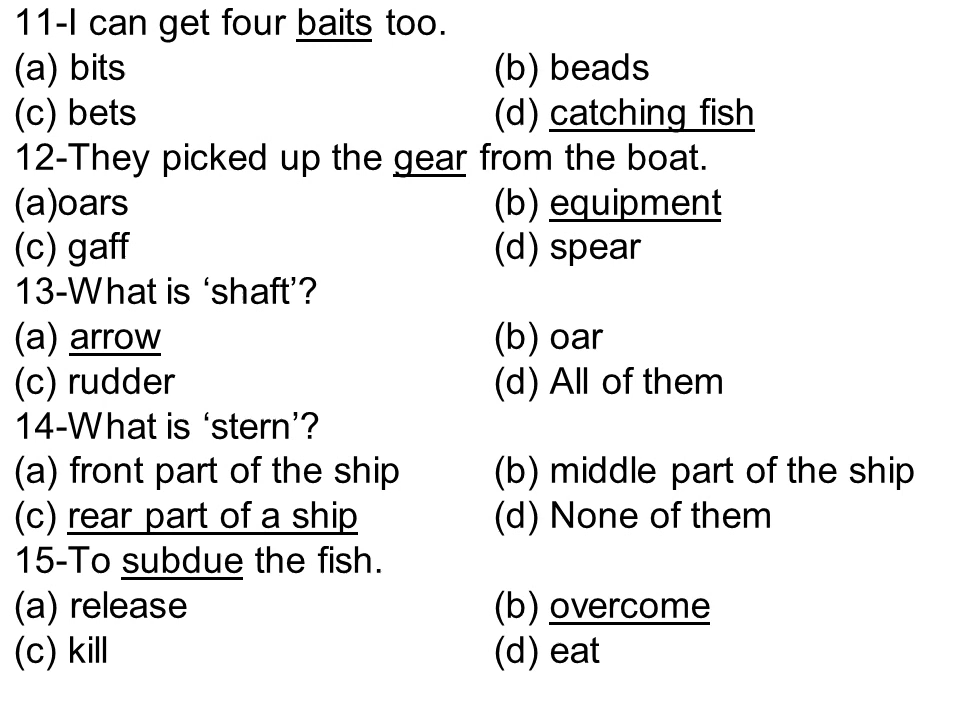 11-I can get four baits too.
(a) bits (b) beads
(c) bets (d) catching fish
12-They picked up the gear from the boat.
(a)oars (b) equipment
(c) gaff (d) spear
13-What is ‘shaft’?
(a) arrow (b) oar
(c) rudder (d) All of them
14-What is ‘stern’?
(a) front part of the ship (b) middle part of the ship
(c) rear part of a ship (d) None of them
15-To subdue the fish.
(a) release (b) overcome
(c) kill (d) eat